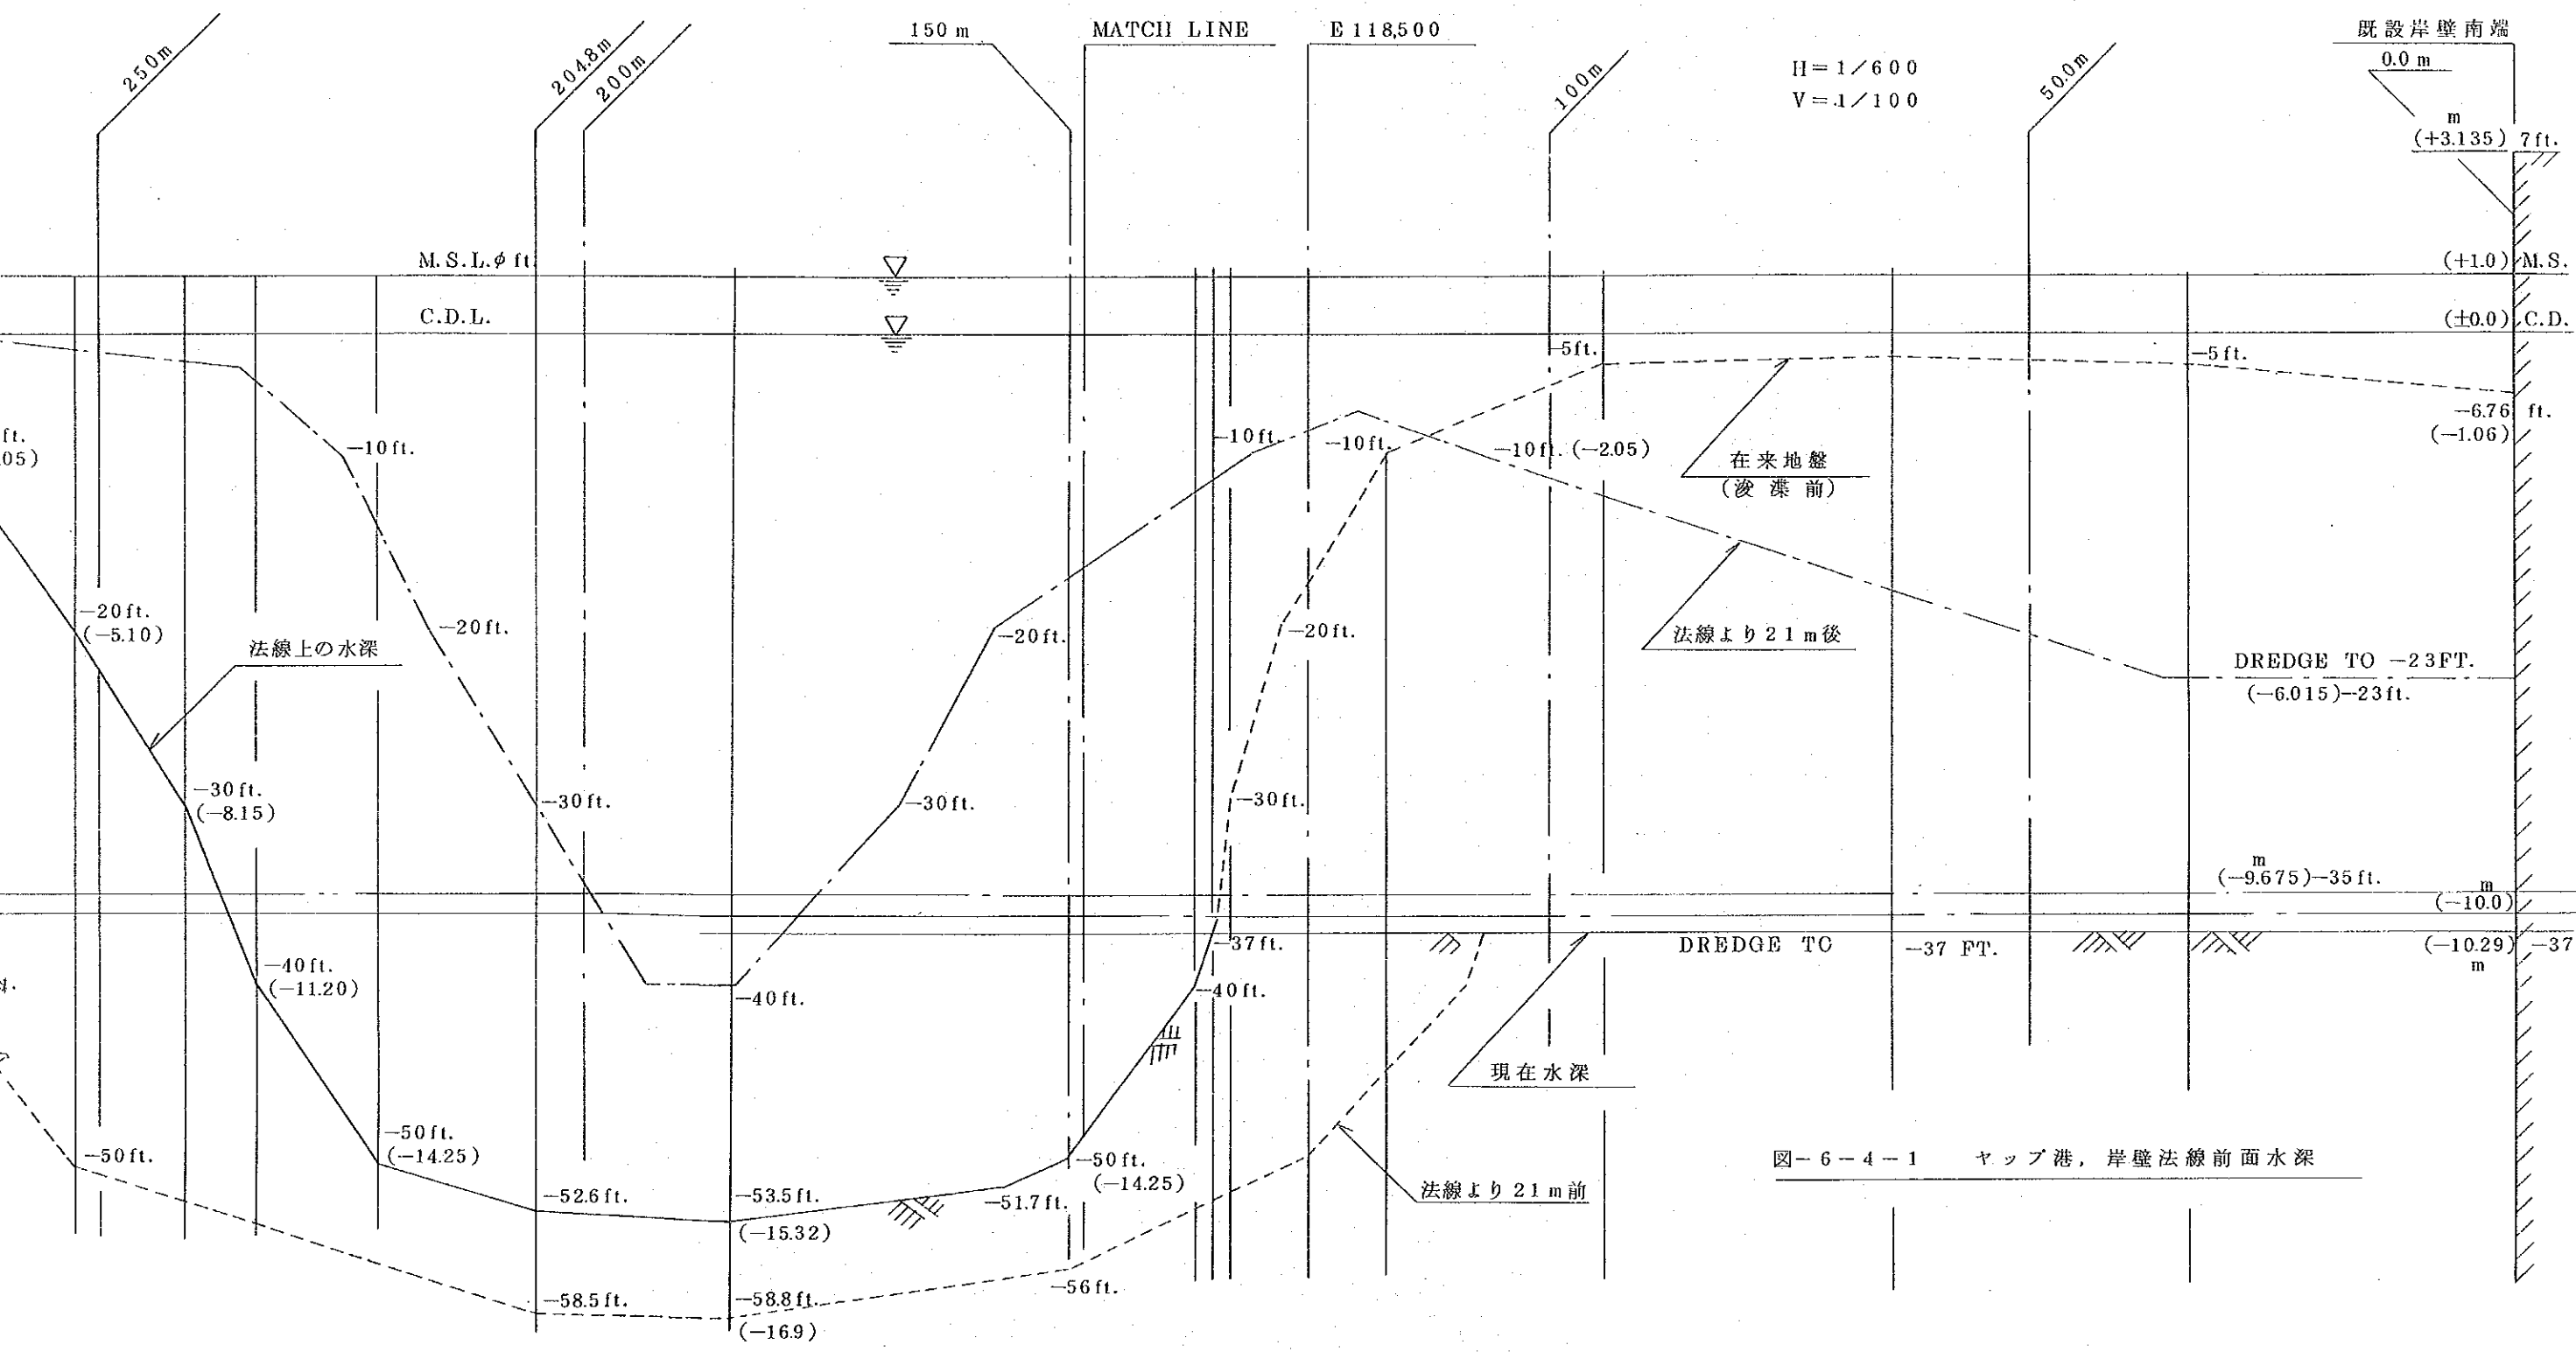 250m
204.8m
200m
150m
MATCH LINE
E118,500
100m
H=1/600
V=1/100
50.0m
既設岸壁南端
0.0m
m
(+3.135) 7ft.
M.S.L.φ ft.
(+1.0) M.S.
C.D.L.
(±0.0) C.D.
-5ft.
-5ft.
-6.76 ft.
(-1.06)
ft.
.05)
-10ft.
-10ft.
-10ft.
-10ft. (-2.05)
在来地盤
(浚渫前)
-20ft.
(-5.10)
-20ft.
-20ft.
-20ft.
法線上の水深
法線より21m後
DREDGE TO -23FT.
(-6.015)-23ft.
-30ft.
(-8.15)
-30ft.
-30ft.
-30ft.
m
(-9.675)-35ft.
m
(-10.0)
-37ft.
DREDGE TO -37 FT.
(-10.29) -37
m
-40ft.
(-11.20)
-40ft.
-40ft.
現在水深
-50ft.
-50ft.
(-14.25)
-50ft.
(-14.25)
図-6-4-1 ヤップ港, 岸壁法線前面水深
法線より21m前
-52.6ft.
-53.5ft.
(-15.32)
-51.7ft.
-56ft.
-58.5ft.
-58.8ft.
(-16.9)